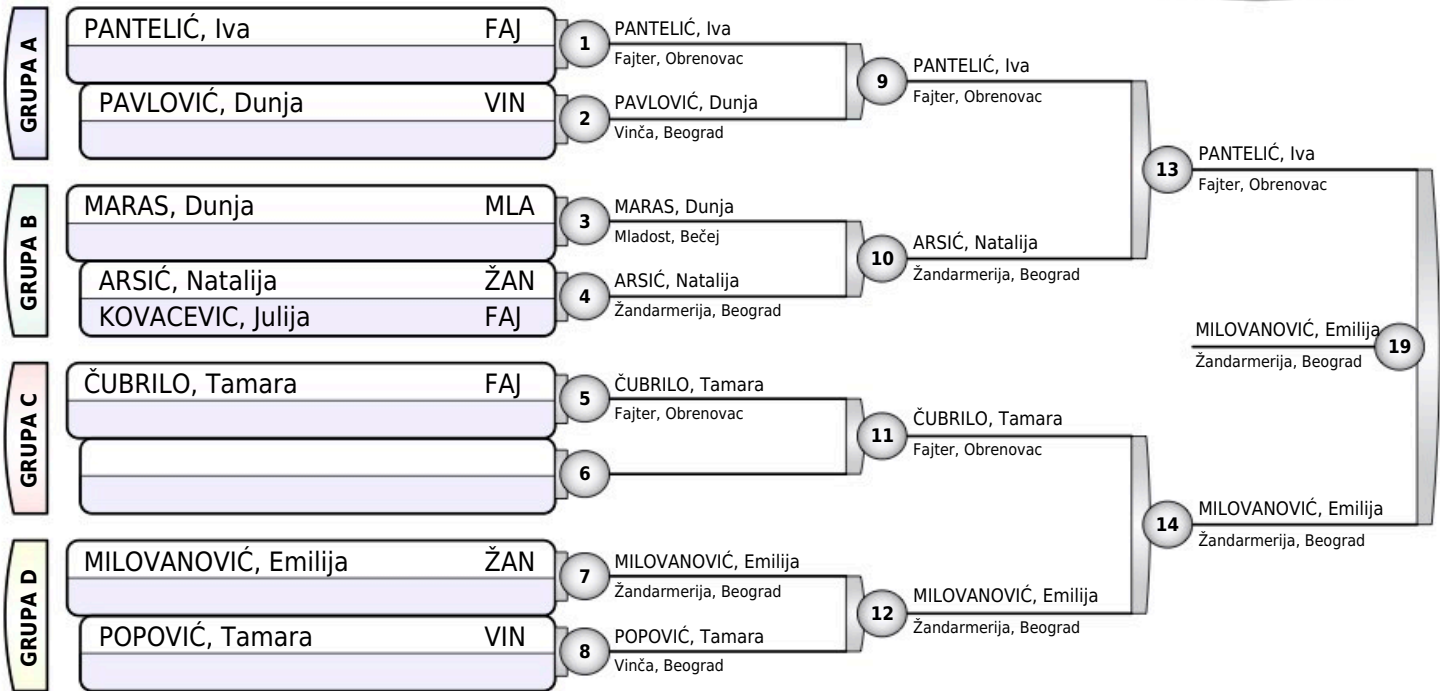 GRUPA A
PANTELIĆ, Iva FAJ
PAVLOVIĆ, Dunja VIN
GRUPA B
MARAS, Dunja MLA
ARSIĆ, Natalija ŽAN
KOVACEVIC, Julija FAJ
GRUPA C
ČUBRILO, Tamara FAJ
GRUPA D
MILOVANOVIĆ, Emilija ŽAN
POPOVIĆ, Tamara VIN
1 PANTELIĆ, Iva
Fajter, Obrenovac
2 PAVLOVIĆ, Dunja
Vinča, Beograd
3 MARAS, Dunja
Mladost, Bečej
4 ARSIĆ, Natalija
Žandarmerija, Beograd
5 ČUBRILO, Tamara
Fajter, Obrenovac
6
7 MILOVANOVIĆ, Emilija
Žandarmerija, Beograd
8 POPOVIĆ, Tamara
Vinča, Beograd
9 PANTELIĆ, Iva
Fajter, Obrenovac
10 ARSIĆ, Natalija
Žandarmerija, Beograd
11 ČUBRILO, Tamara
Fajter, Obrenovac
12 MILOVANOVIĆ, Emilija
Žandarmerija, Beograd
13 PANTELIĆ, Iva
Fajter, Obrenovac
14 MILOVANOVIĆ, Emilija
Žandarmerija, Beograd
MILOVANOVIĆ, Emilija 19
Žandarmerija, Beograd